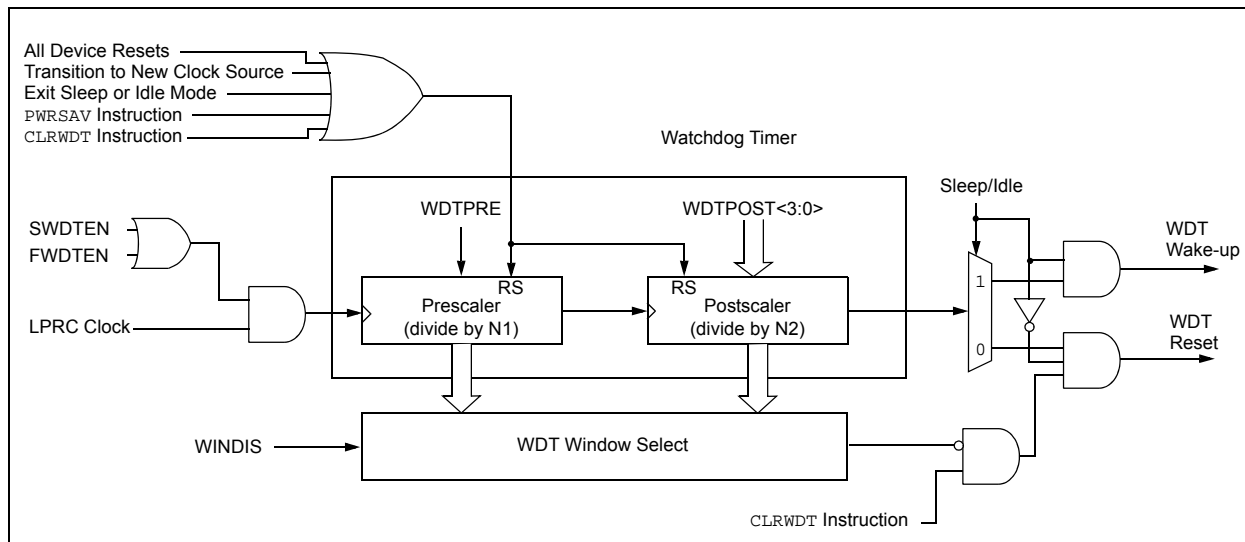 All Device Resets
Transition to New Clock Source
Exit Sleep or Idle Mode
PWRSAV Instruction
CLRWDT Instruction
Watchdog Timer
Sleep/Idle
SWDTEN
FWDTEN
WDTPRE
WDTPOST<3:0>
WDT
Wake-up
RS
RS
1
Prescaler
(divide by N1)
Postscaler
(divide by N2)
LPRC Clock
0
WDT
Reset
WINDIS
WDT Window Select
CLRWDT Instruction